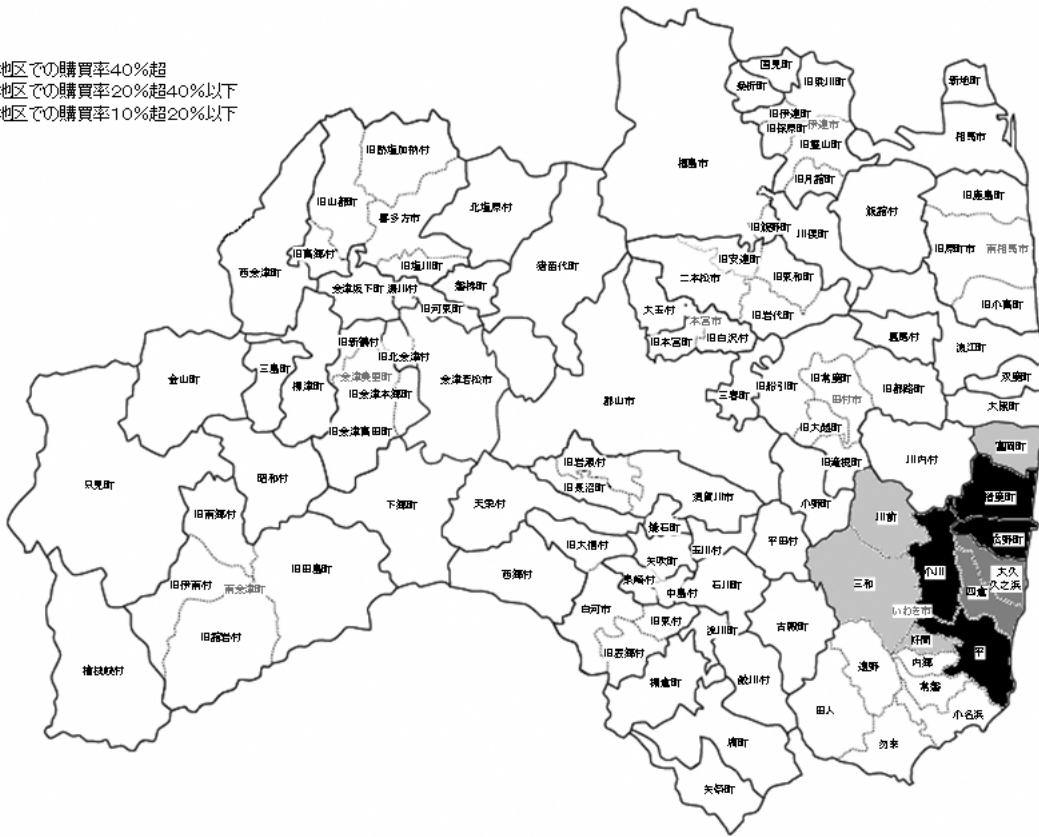 地区での購買率40%超
地区での購買率20%超40%以下
地区での購買率10%超20%以下
国見町
桑折町
旧梁川町
新地町
旧伊達町
旧保原町
伊達市
旧霊山町
相馬市
旧熱塩加納村
福島市
旧月舘町
旧鹿島町
旧山都町
喜多方市
北塩原村
飯舘村
旧飯野町
川俣町
旧高郷村
旧塩川町
猪苗代町
旧安達町
旧原町市
南相馬市
西会津町
二本松市
旧東和町
会津坂下町
湯川村
磐梯町
旧河東町
大玉村
旧岩代町
旧小高町
本宮市
旧本宮町
旧白沢村
葛尾村
浪江町
旧新鶴村
旧北会津村
三島町
金山町
柳津町
会津美里町
会津若松市
旧会津本郷町
郡山市
三春町
旧船引町
旧常葉町
旧都路町
双葉町
田村市
大熊町
旧会津高田町
旧大越町
富岡町
川内村
旧岩瀬村
旧滝根町
只見町
昭和村
旧長沼町
須賀川市
楢葉町
下郷町
天栄村
小野町
旧南郷村
川前
鏡石町
平田村
広野町
旧大信村
矢吹町
玉川村
旧伊南村
旧田島町
西郷村
泉崎村
石川町
三和
小川
大久
久之浜
四倉
南会津町
中島村
白河市
いわき市
旧舘岩村
旧東村
浅川町
古殿町
好間
平
旧表郷村
内郷
檜枝岐村
遠野
棚倉町
鮫川村
常磐
田人
小名浜
塙町
勿来
矢祭町